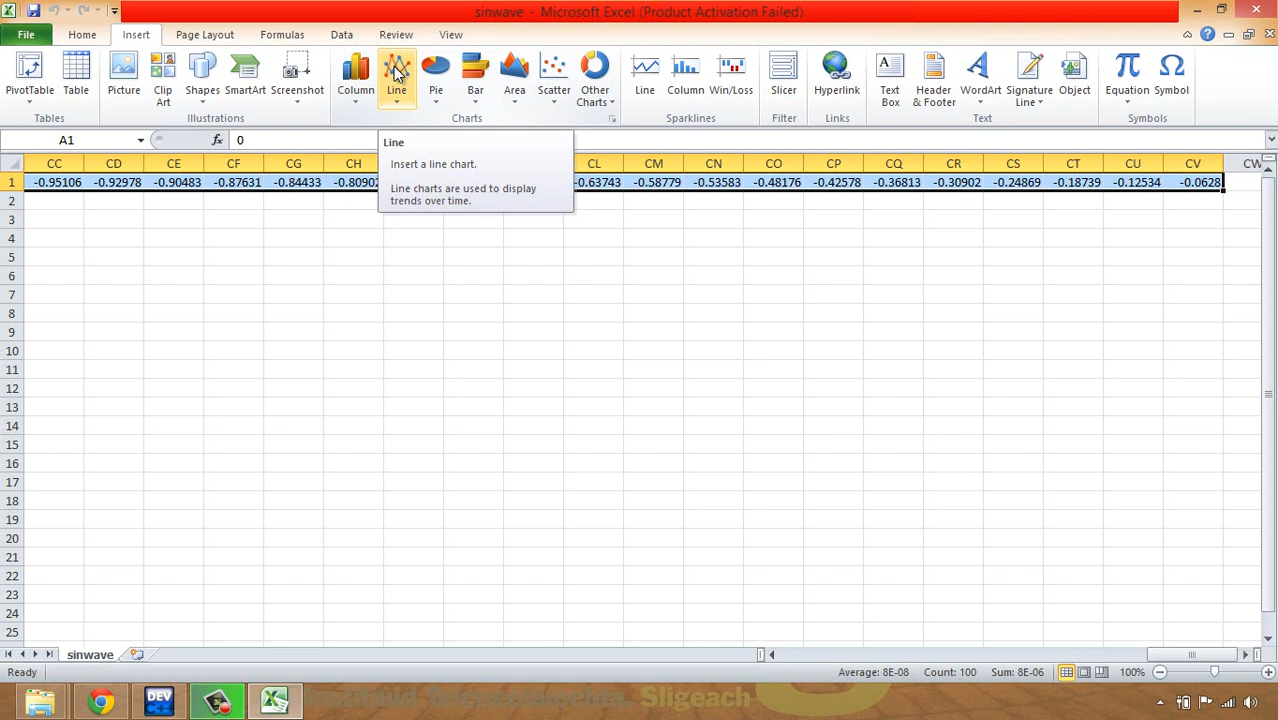 sinwave - Microsoft Excel (Product Activation Failed)
File Home Insert Page Layout Formulas Data Review View
PivotTable Table Picture Clip Art Shapes SmartArt Screenshot Column Line Pie Bar Area Scatter Other Charts Line Column Win/Loss Slicer Hyperlink Text Box Header & Footer WordArt Signature Line Object Equation Symbol
Tables Illustrations Charts Sparklines Filter Links Text Symbols
A1 fx 0
Line
Insert a line chart.
Line charts are used to display
trends over time.
CC CD CE CF CG CH CL CM CN CO CP CQ CR CS CT CU CV CW
1 -0.95106 -0.92978 -0.90483 -0.87631 -0.84433 -0.80902 -0.63743 -0.58779 -0.53583 -0.48176 -0.42578 -0.36813 -0.30902 -0.24869 -0.18739 -0.12534 -0.0628
2
3
4
5
6
7
8
9
10
11
12
13
14
15
16
17
18
19
20
21
22
23
24
25
sinwave
Ready Average: 8E-08 Count: 100 Sum: 8E-06 100%
DEV C++ Sligeach